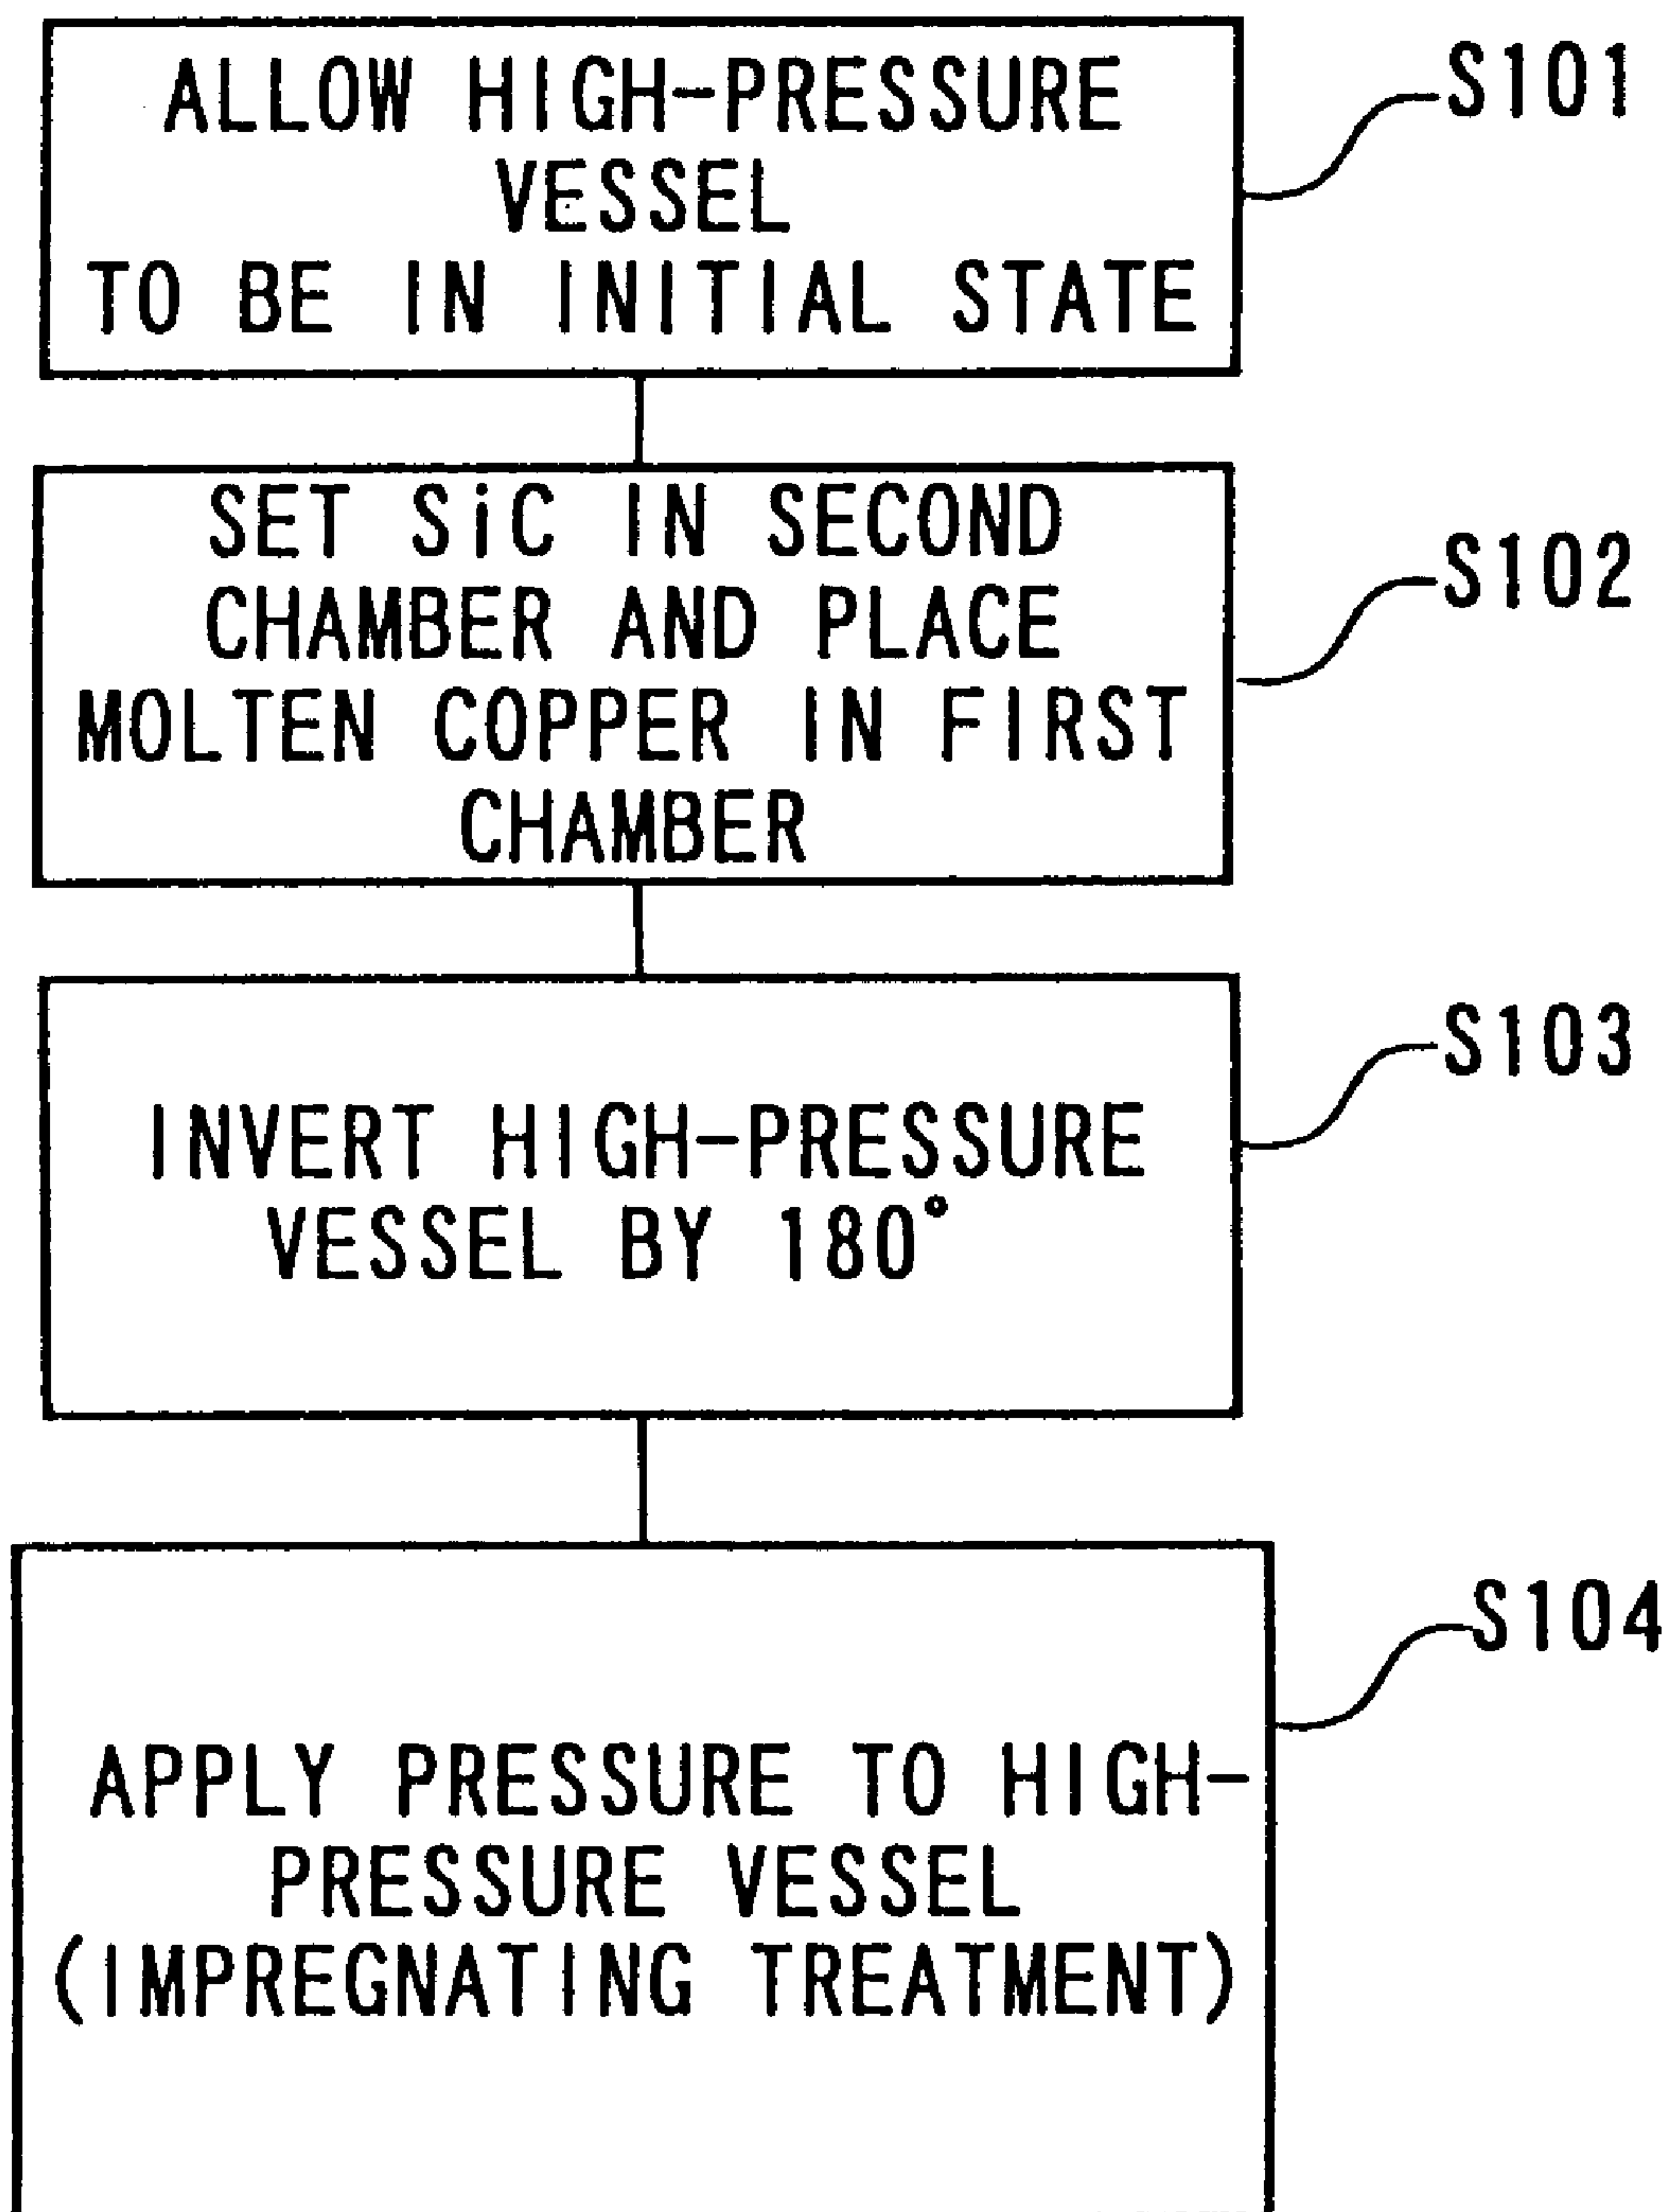 ALLOW HIGH-PRESSURE
VESSEL
TO BE IN INITIAL STATE
S101
SET SiC IN SECOND
CHAMBER AND PLACE
MOLTEN COPPER IN FIRST
CHAMBER
S102
INVERT HIGH-PRESSURE
VESSEL BY 180°
S103
APPLY PRESSURE TO HIGH-
PRESSURE VESSEL
(IMPREGNATING TREATMENT)
S104